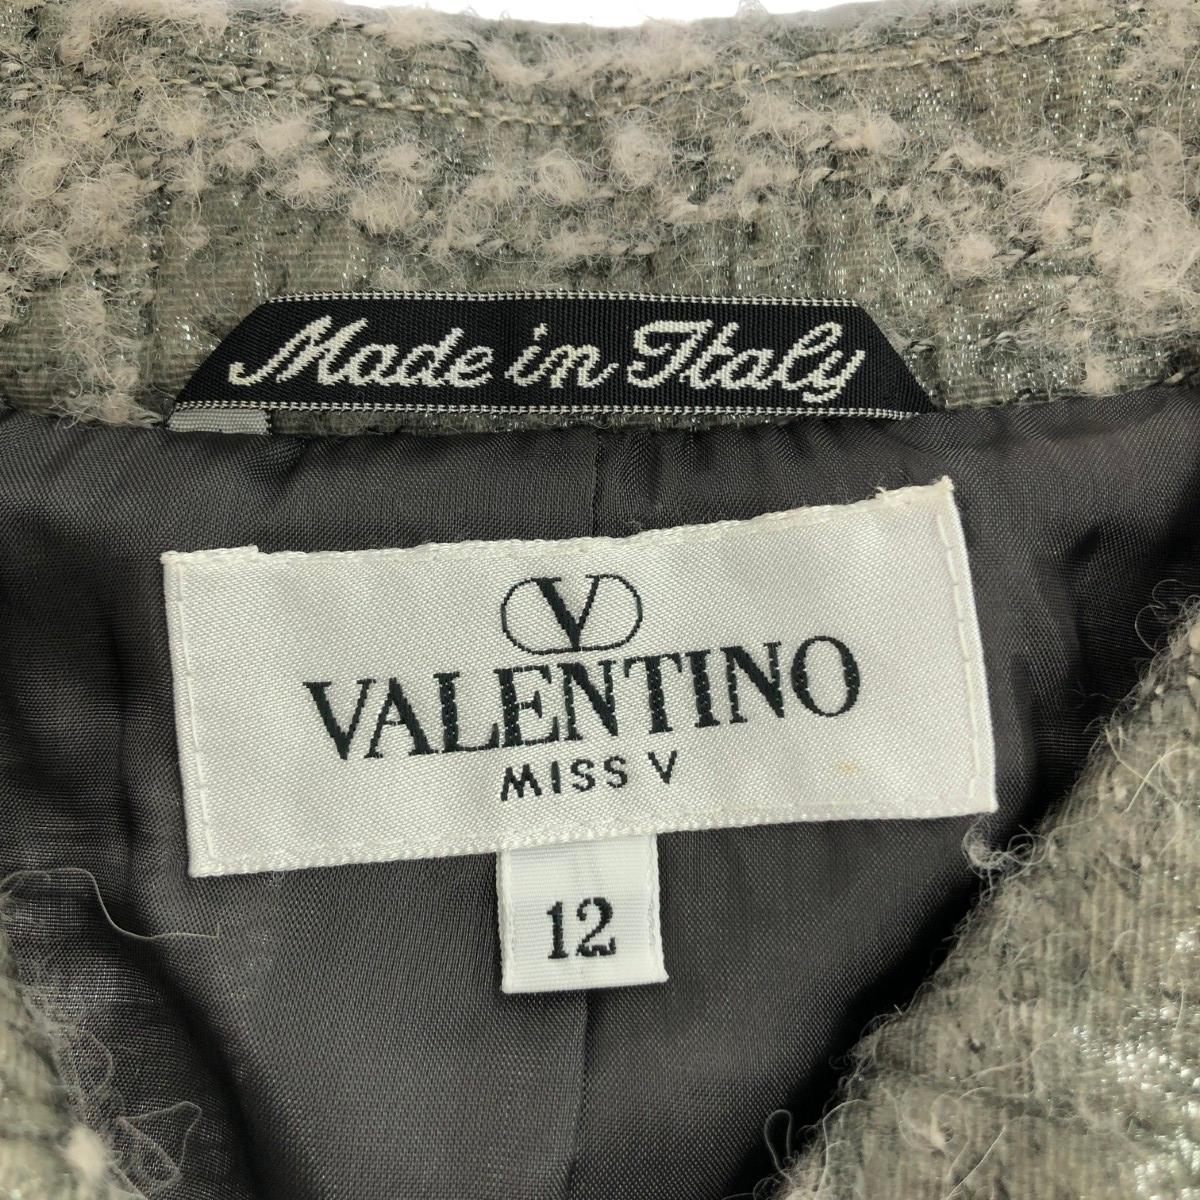 Made in Italy
V
VALENTINO
MISS V
12